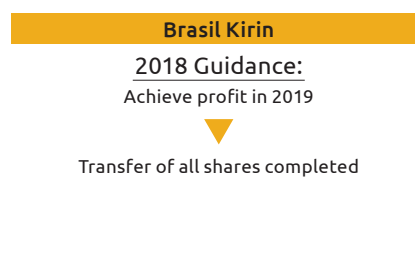 Brasil Kirin
2018 Guidance:
Achieve profit in 2019
Transfer of all shares completed